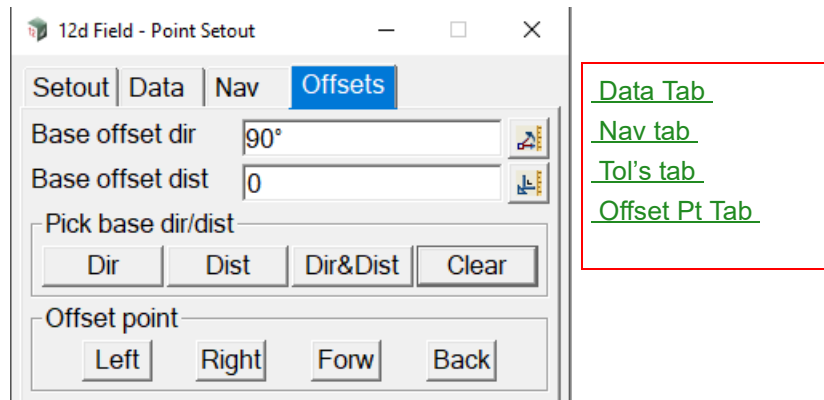 12d Field - Point Setout
Setout Data Nav Offsets
Base offset dir 90°
Base offset dist 0
Pick base dir/dist
Dir Dist Dir&Dist Clear
Offset point
Left Right Forw Back
Data Tab
Nav tab
Tol's tab
Offset Pt Tab